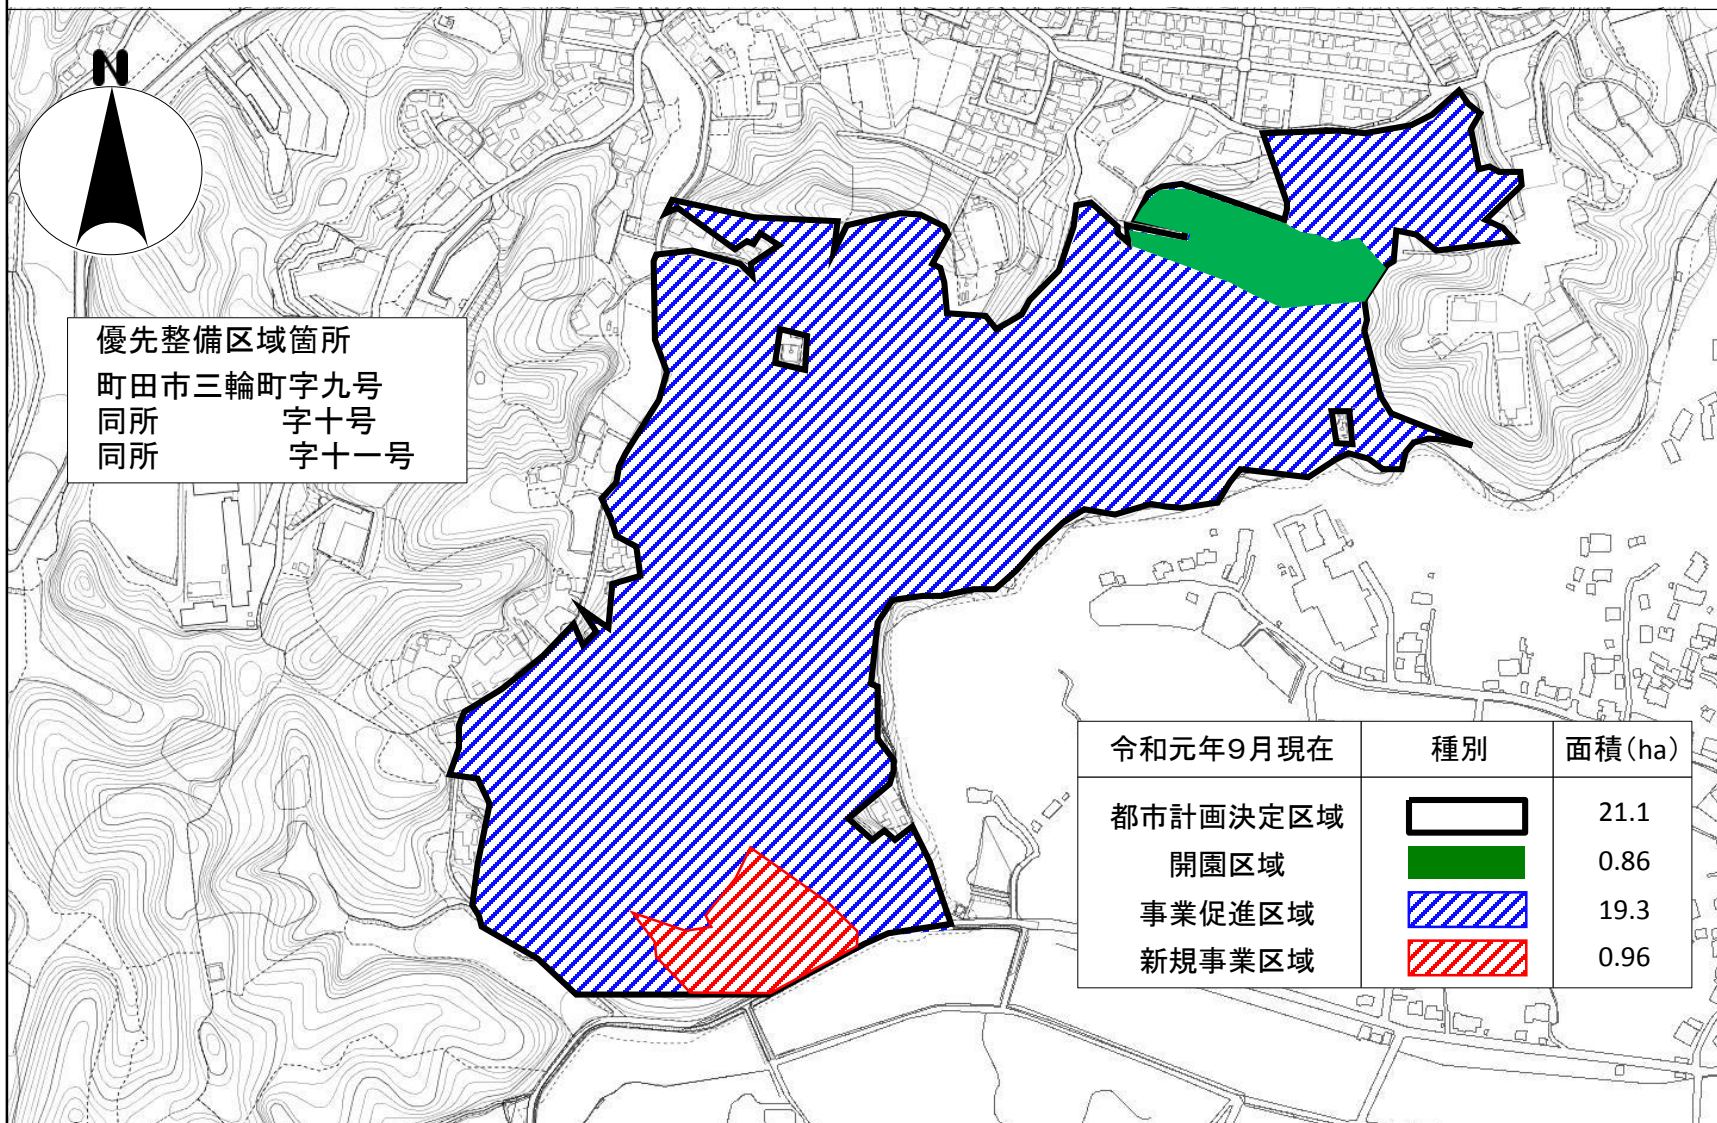 N
優先整備区域箇所
町田市三輪町字九号
同所 字十号
同所 字十一号
令和元年9月現在 種別 面積(ha)
都市計画決定区域 21.1
開園区域 0.86
事業促進区域 19.3
新規事業区域 0.96